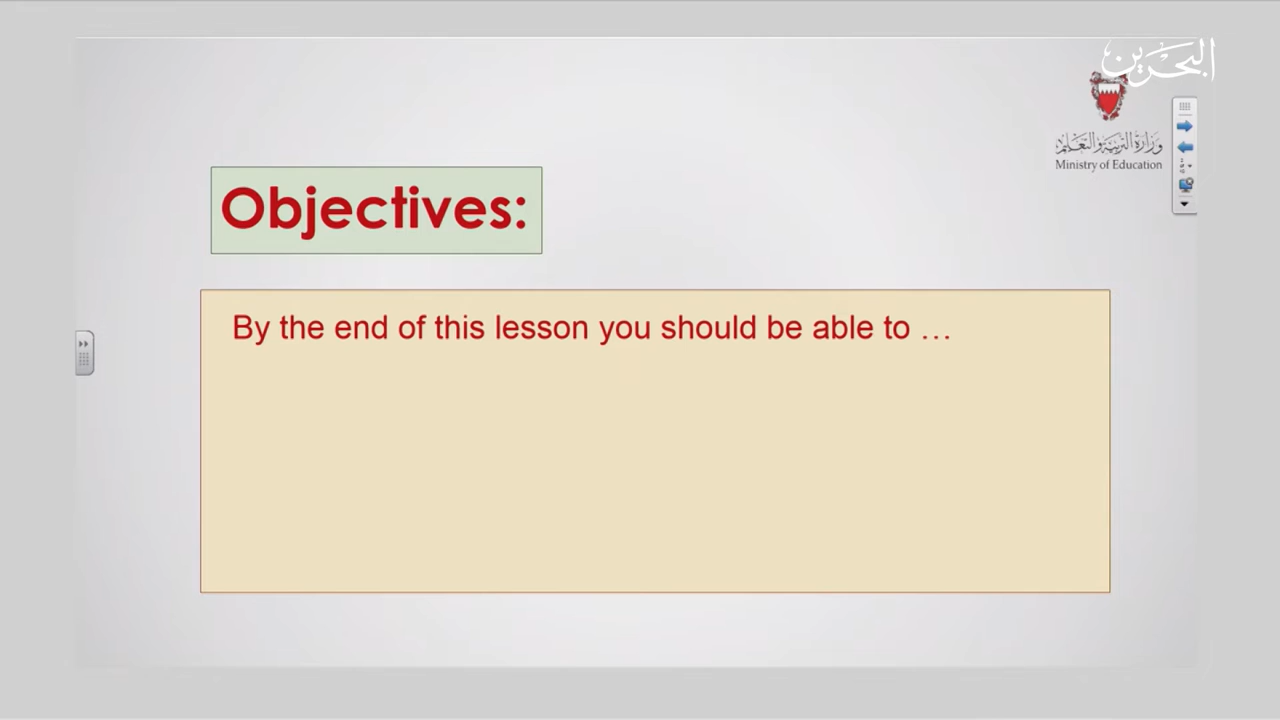 البحرين
وزارة التربية والتعليم
Ministry of Education
Objectives:
By the end of this lesson you should be able to …